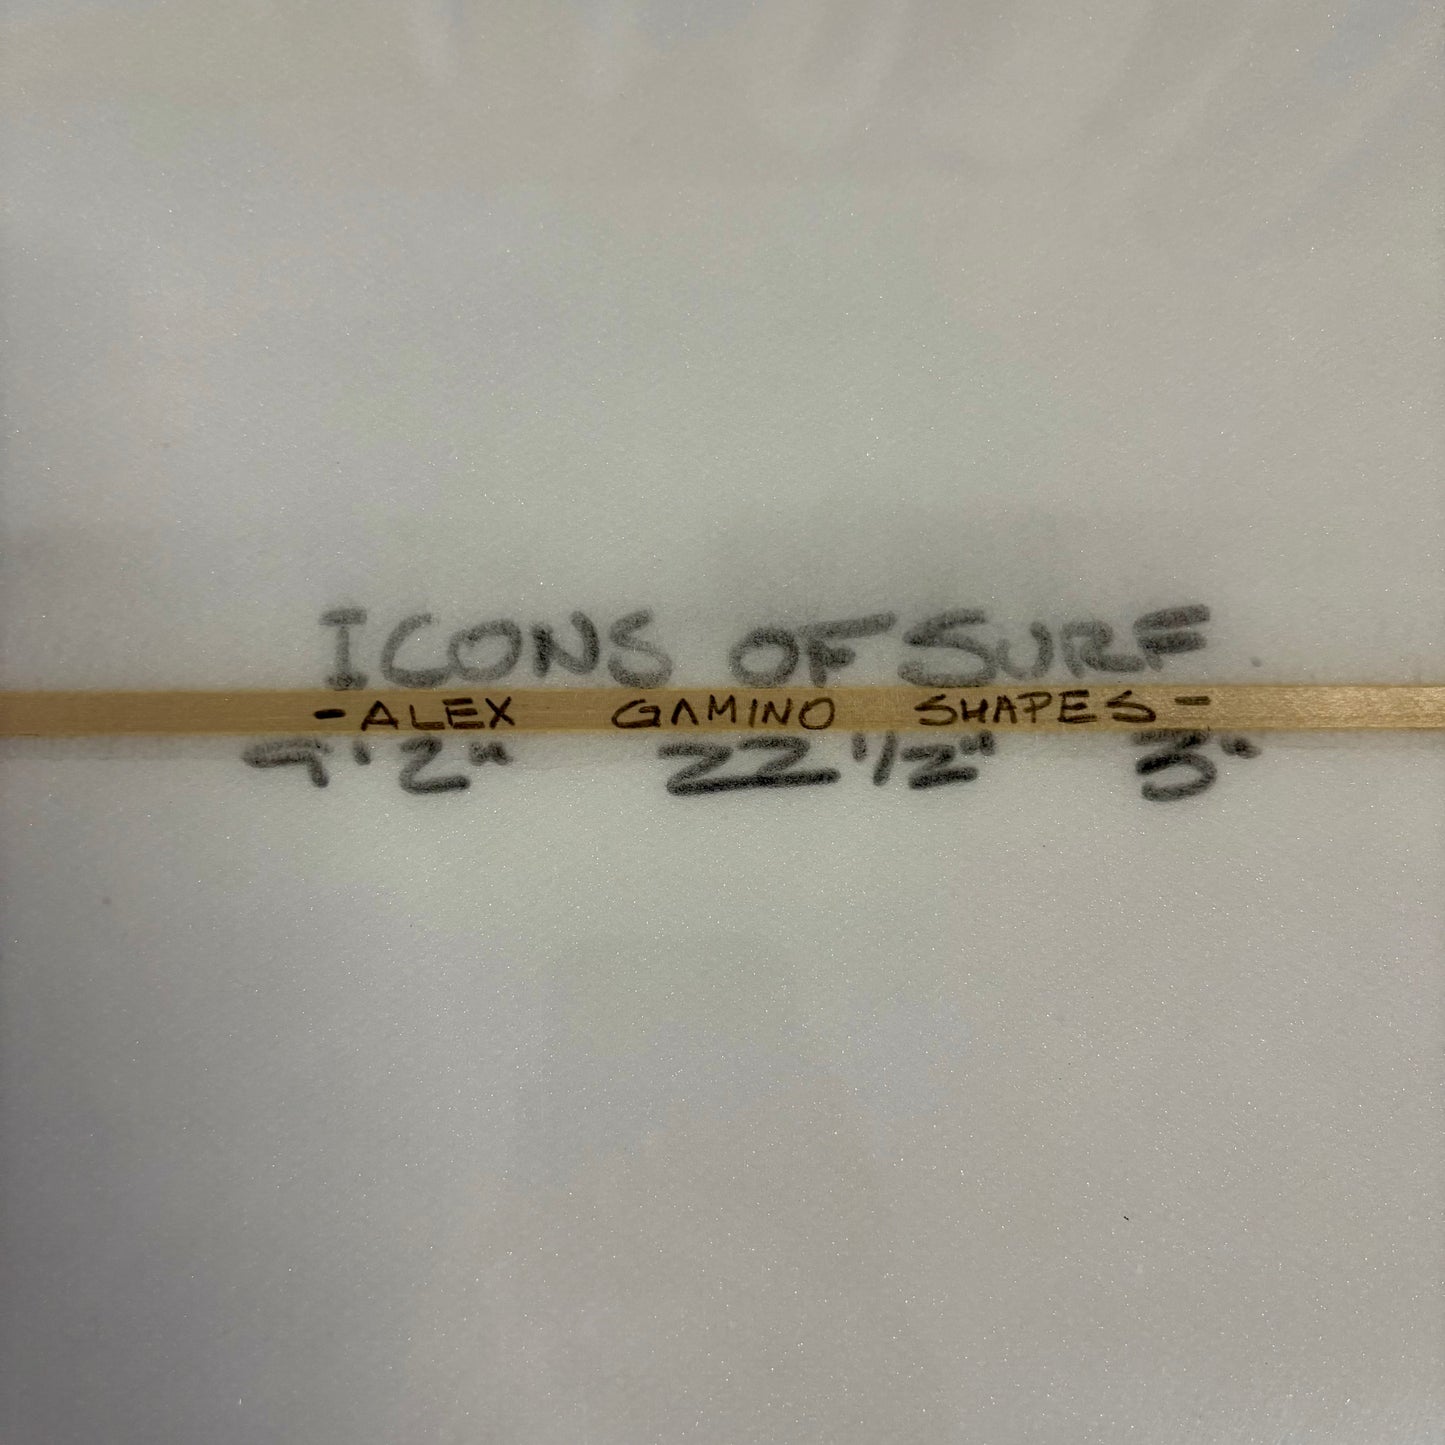 ICONS OF SURF
- ALEX GAMINO SHAPES -
9'2" 22 1/2" 3"